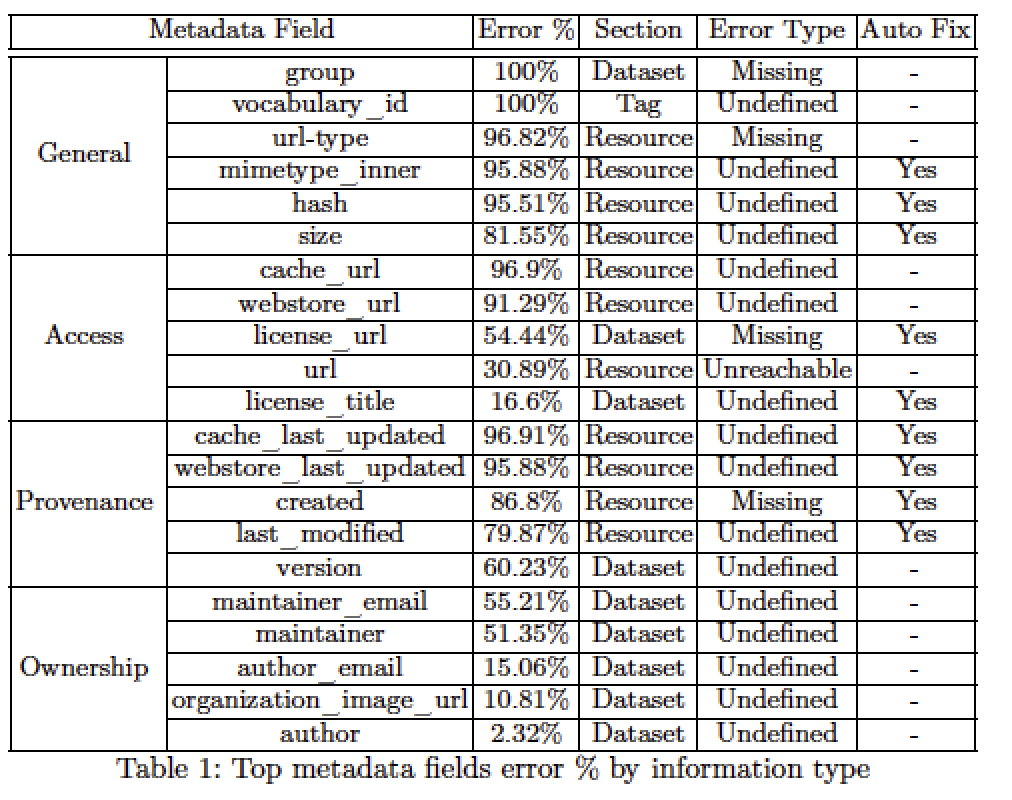 Metadata Field Error % Section Error Type Auto Fix
General
group 100% Dataset Missing -
vocabulary_id 100% Tag Undefined -
url-type 96.82% Resource Missing -
mimetype_inner 95.88% Resource Undefined Yes
hash 95.51% Resource Undefined Yes
size 81.55% Resource Undefined Yes
Access
cache_url 96.9% Resource Undefined -
webstore_url 91.29% Resource Undefined -
license_url 54.44% Dataset Missing Yes
url 30.89% Resource Unreachable -
license_title 16.6% Dataset Undefined Yes
Provenance
cache_last_updated 96.91% Resource Undefined Yes
webstore_last_updated 95.88% Resource Undefined Yes
created 86.8% Resource Missing Yes
last_modified 79.87% Resource Undefined Yes
version 60.23% Dataset Undefined -
Ownership
maintainer_email 55.21% Dataset Undefined -
maintainer 51.35% Dataset Undefined -
author_email 15.06% Dataset Undefined -
organization_image_url 10.81% Dataset Undefined -
author 2.32% Dataset Undefined -
Table 1: Top metadata fields error % by information type